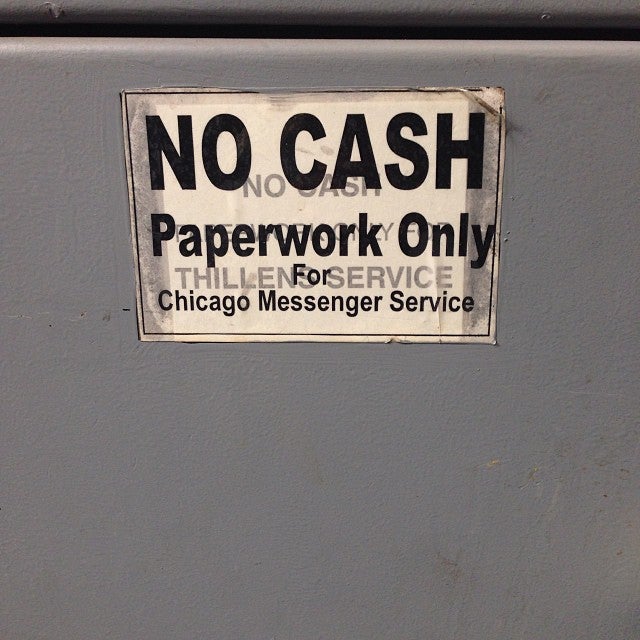 NO CASH
Paperwork Only
For
Chicago Messenger Service
NO CASH
THILLENS SERVICE